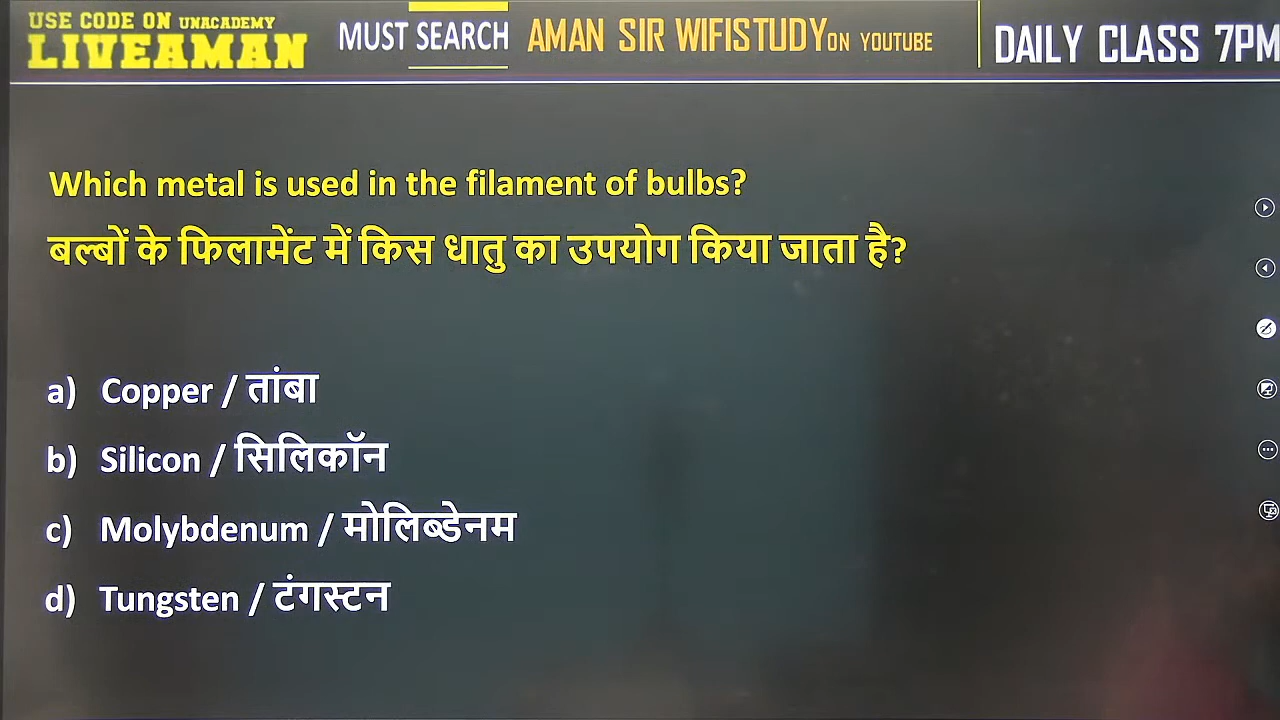 USE CODE ON UNACADEMY
LIVEAMAN
MUST SEARCH AMAN SIR WIFISTUDY ON YOUTUBE
DAILY CLASS 7PM
Which metal is used in the filament of bulbs?
बल्बों के फिलामेंट में किस धातु का उपयोग किया जाता है?
a) Copper / तांबा
b) Silicon / सिलिकॉन
c) Molybdenum / मोलिब्डेनम
d) Tungsten / टंगस्टन